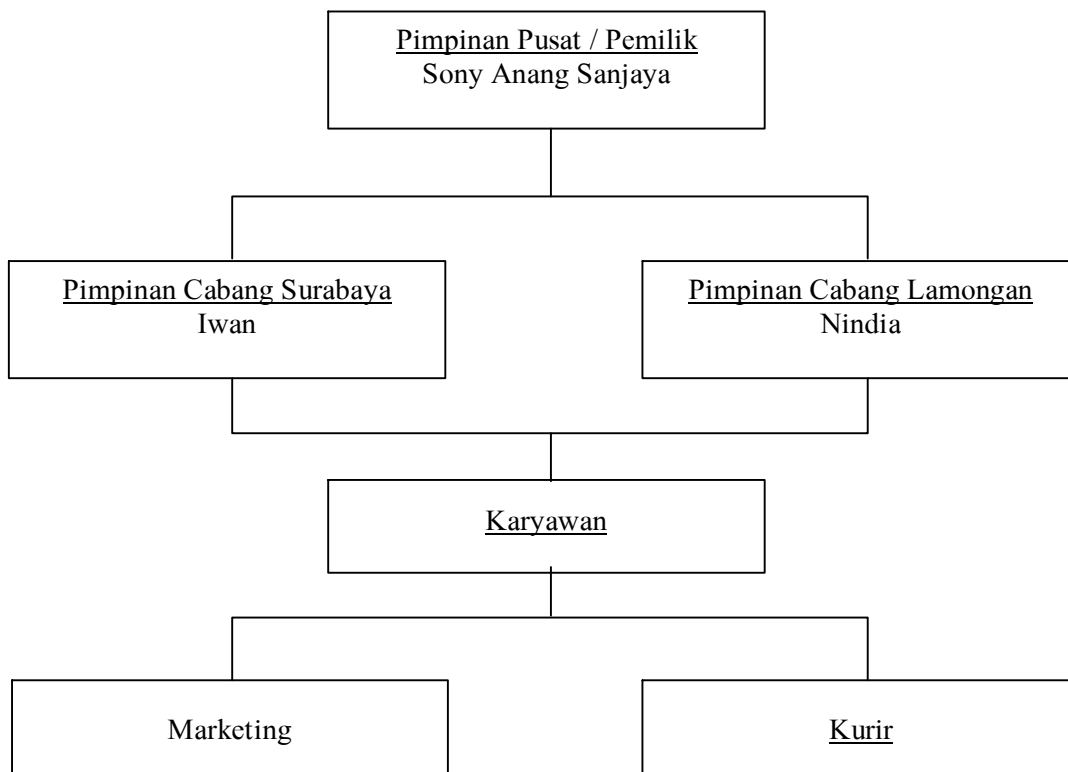 Pimpinan Pusat / Pemilik
Sony Anang Sanjaya
Pimpinan Cabang Surabaya
Iwan
Pimpinan Cabang Lamongan
Nindia
Karyawan
Marketing
Kurir